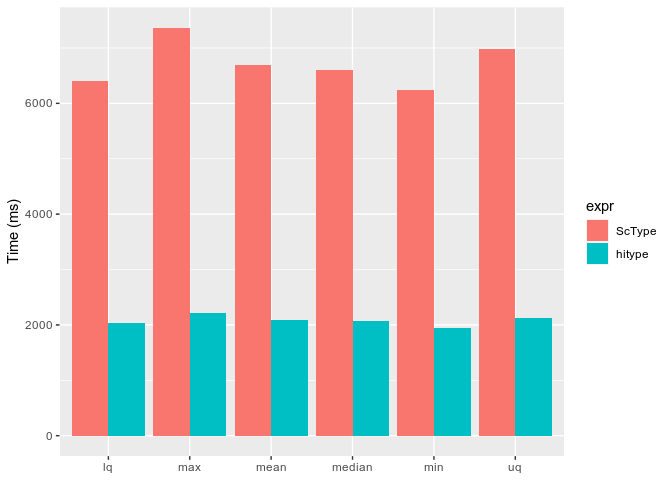 Time (ms)
6000
4000
2000
0
lq max mean median min uq
expr
ScType
hitype